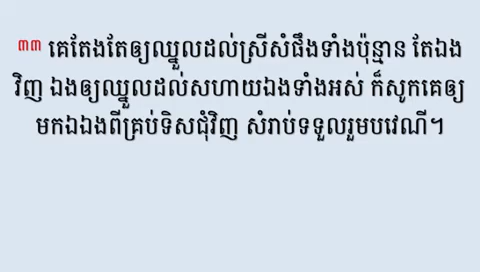 ៣៣ គេតែងតែឲ្យឈ្នួលដល់ស្រីសំផឹងទាំងប៉ុន្មាន តែឯង
វិញ ឯងឲ្យឈ្នួលដល់សហាយឯងទាំងអស់ ក៏សូកគេឲ្យ
មកឯឯងពីគ្រប់ទិសជុំវិញ សំរាប់ទទួលរួមបវេណី។